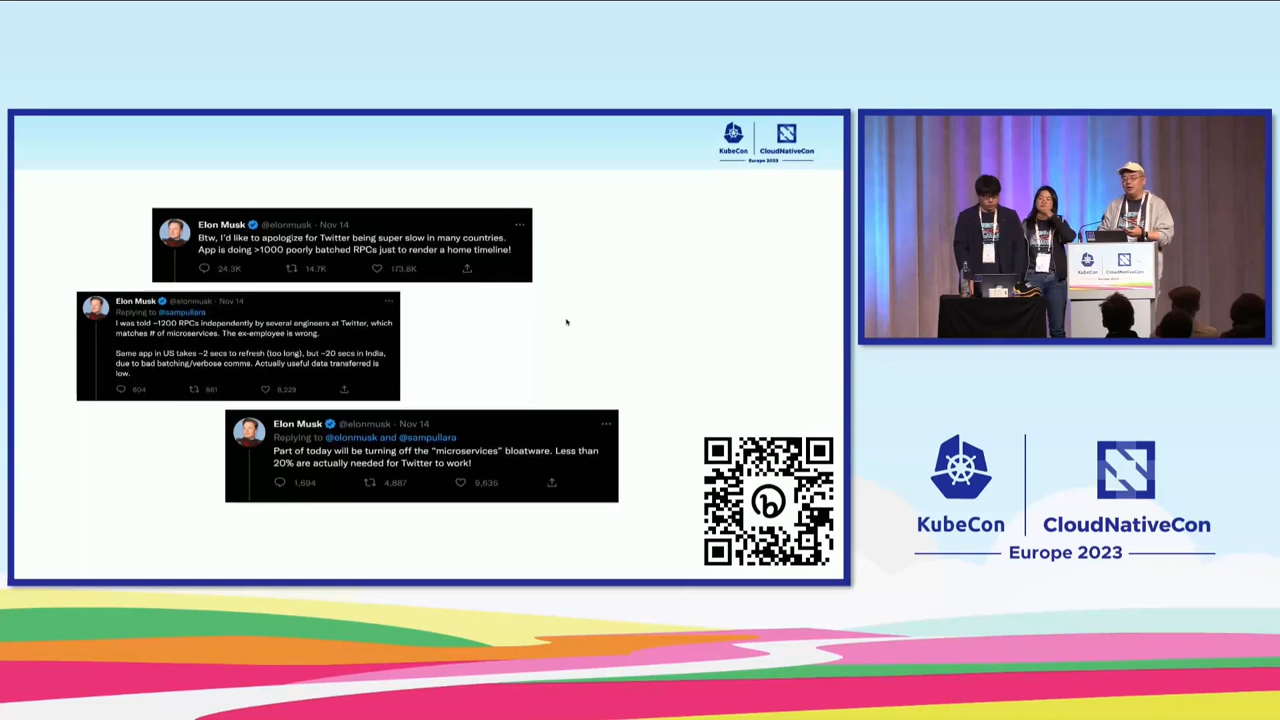 KubeCon
CloudNativeCon
Europe 2023
Elon Musk @elonmusk · Nov 14
Btw, I'd like to apologize for Twitter being super slow in many countries.
App is doing >1000 poorly batched RPCs just to render a home timeline!
24.3K 14.7K 173.8K
Elon Musk @elonmusk · Nov 14
Replying to @sampullara
I was told ~1200 RPCs independently by several engineers at Twitter, which
matches # of microservices. The ex-employee is wrong.
Same app in US takes ~2 secs to refresh (too long), but ~20 secs in India,
due to bad batching/verbose comms. Actually useful data transferred is
low.
604 561 8,229
Elon Musk @elonmusk · Nov 14
Replying to @elonmusk and @sampullara
Part of today will be turning off the "microservices" bloatware. Less than
20% are actually needed for Twitter to work!
1,694 4,887 9,635
KubeCon
CloudNativeCon
Europe 2023